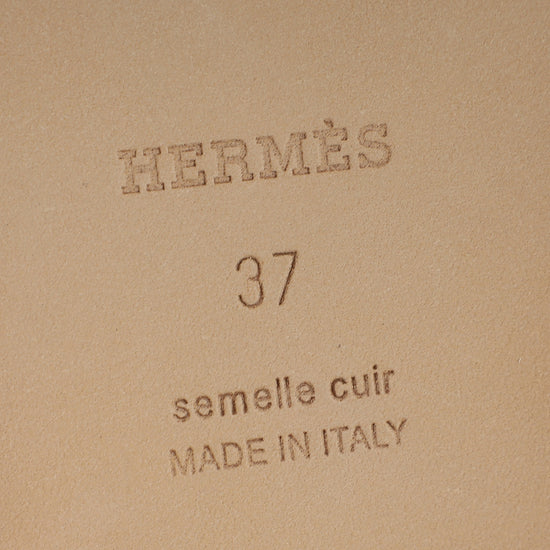 HERMÈS
37
semelle cuir
MADE IN ITALY